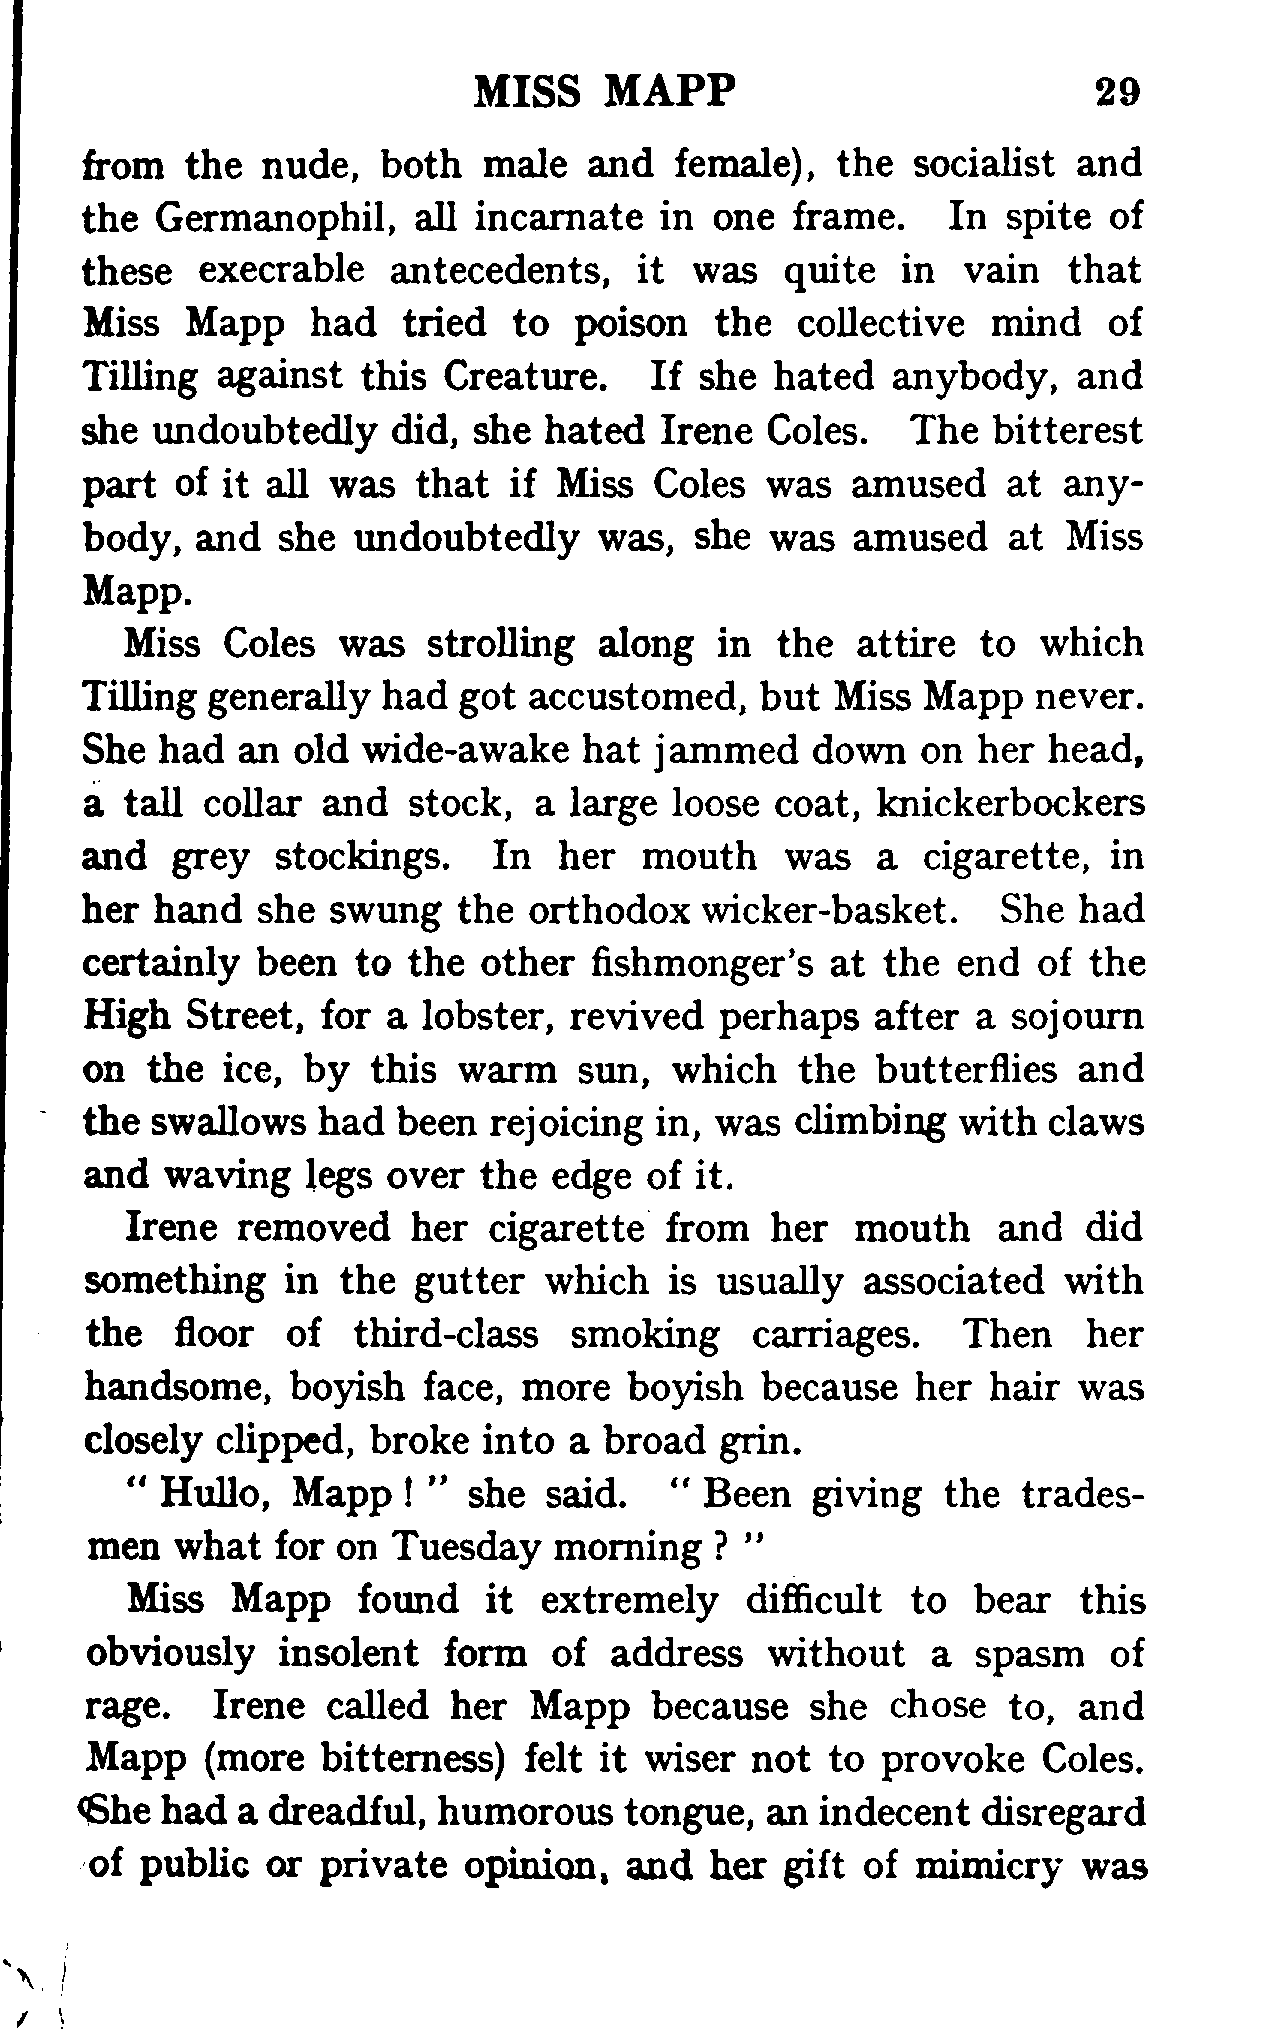 MISS MAPP 29
from the nude, both male and female), the socialist and
the Germanophil, all incarnate in one frame. In spite of
these execrable antecedents, it was quite in vain that
Miss Mapp had tried to poison the collective mind of
Tilling against this Creature. If she hated anybody, and
she undoubtedly did, she hated Irene Coles. The bitterest
part of it all was that if Miss Coles was amused at any-
body, and she undoubtedly was, she was amused at Miss
Mapp.
Miss Coles was strolling along in the attire to which
Tilling generally had got accustomed, but Miss Mapp never.
She had an old wide-awake hat jammed down on her head,
a tall collar and stock, a large loose coat, knickerbockers
and grey stockings. In her mouth was a cigarette, in
her hand she swung the orthodox wicker-basket. She had
certainly been to the other fishmonger's at the end of the
High Street, for a lobster, revived perhaps after a sojourn
on the ice, by this warm sun, which the butterflies and
the swallows had been rejoicing in, was climbing with claws
and waving legs over the edge of it.
Irene removed her cigarette from her mouth and did
something in the gutter which is usually associated with
the floor of third-class smoking carriages. Then her
handsome, boyish face, more boyish because her hair was
closely clipped, broke into a broad grin.
" Hullo, Mapp ! " she said. " Been giving the trades-
men what for on Tuesday morning ? "
Miss Mapp found it extremely difficult to bear this
obviously insolent form of address without a spasm of
rage. Irene called her Mapp because she chose to, and
Mapp (more bitterness) felt it wiser not to provoke Coles.
She had a dreadful, humorous tongue, an indecent disregard
of public or private opinion, and her gift of mimicry was